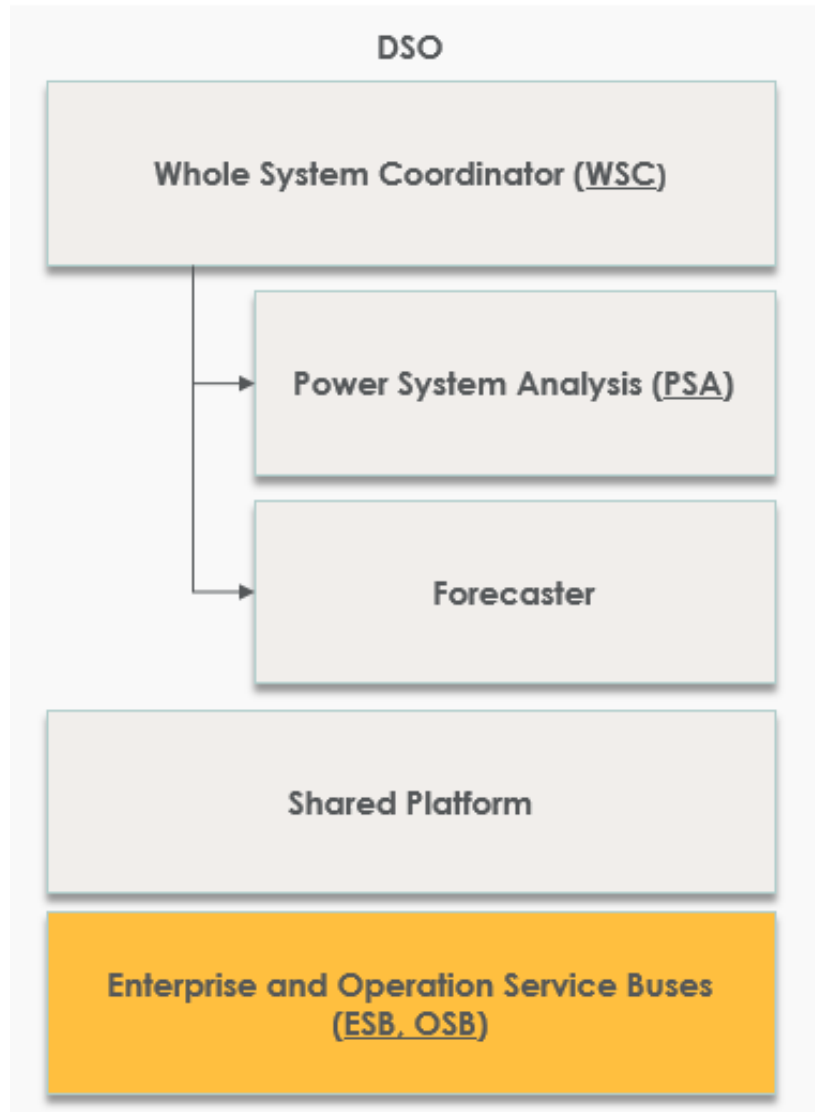 DSO
Whole System Coordinator (WSC)
Power System Analysis (PSA)
Forecaster
Shared Platform
Enterprise and Operation Service Buses
(ESB, OSB)